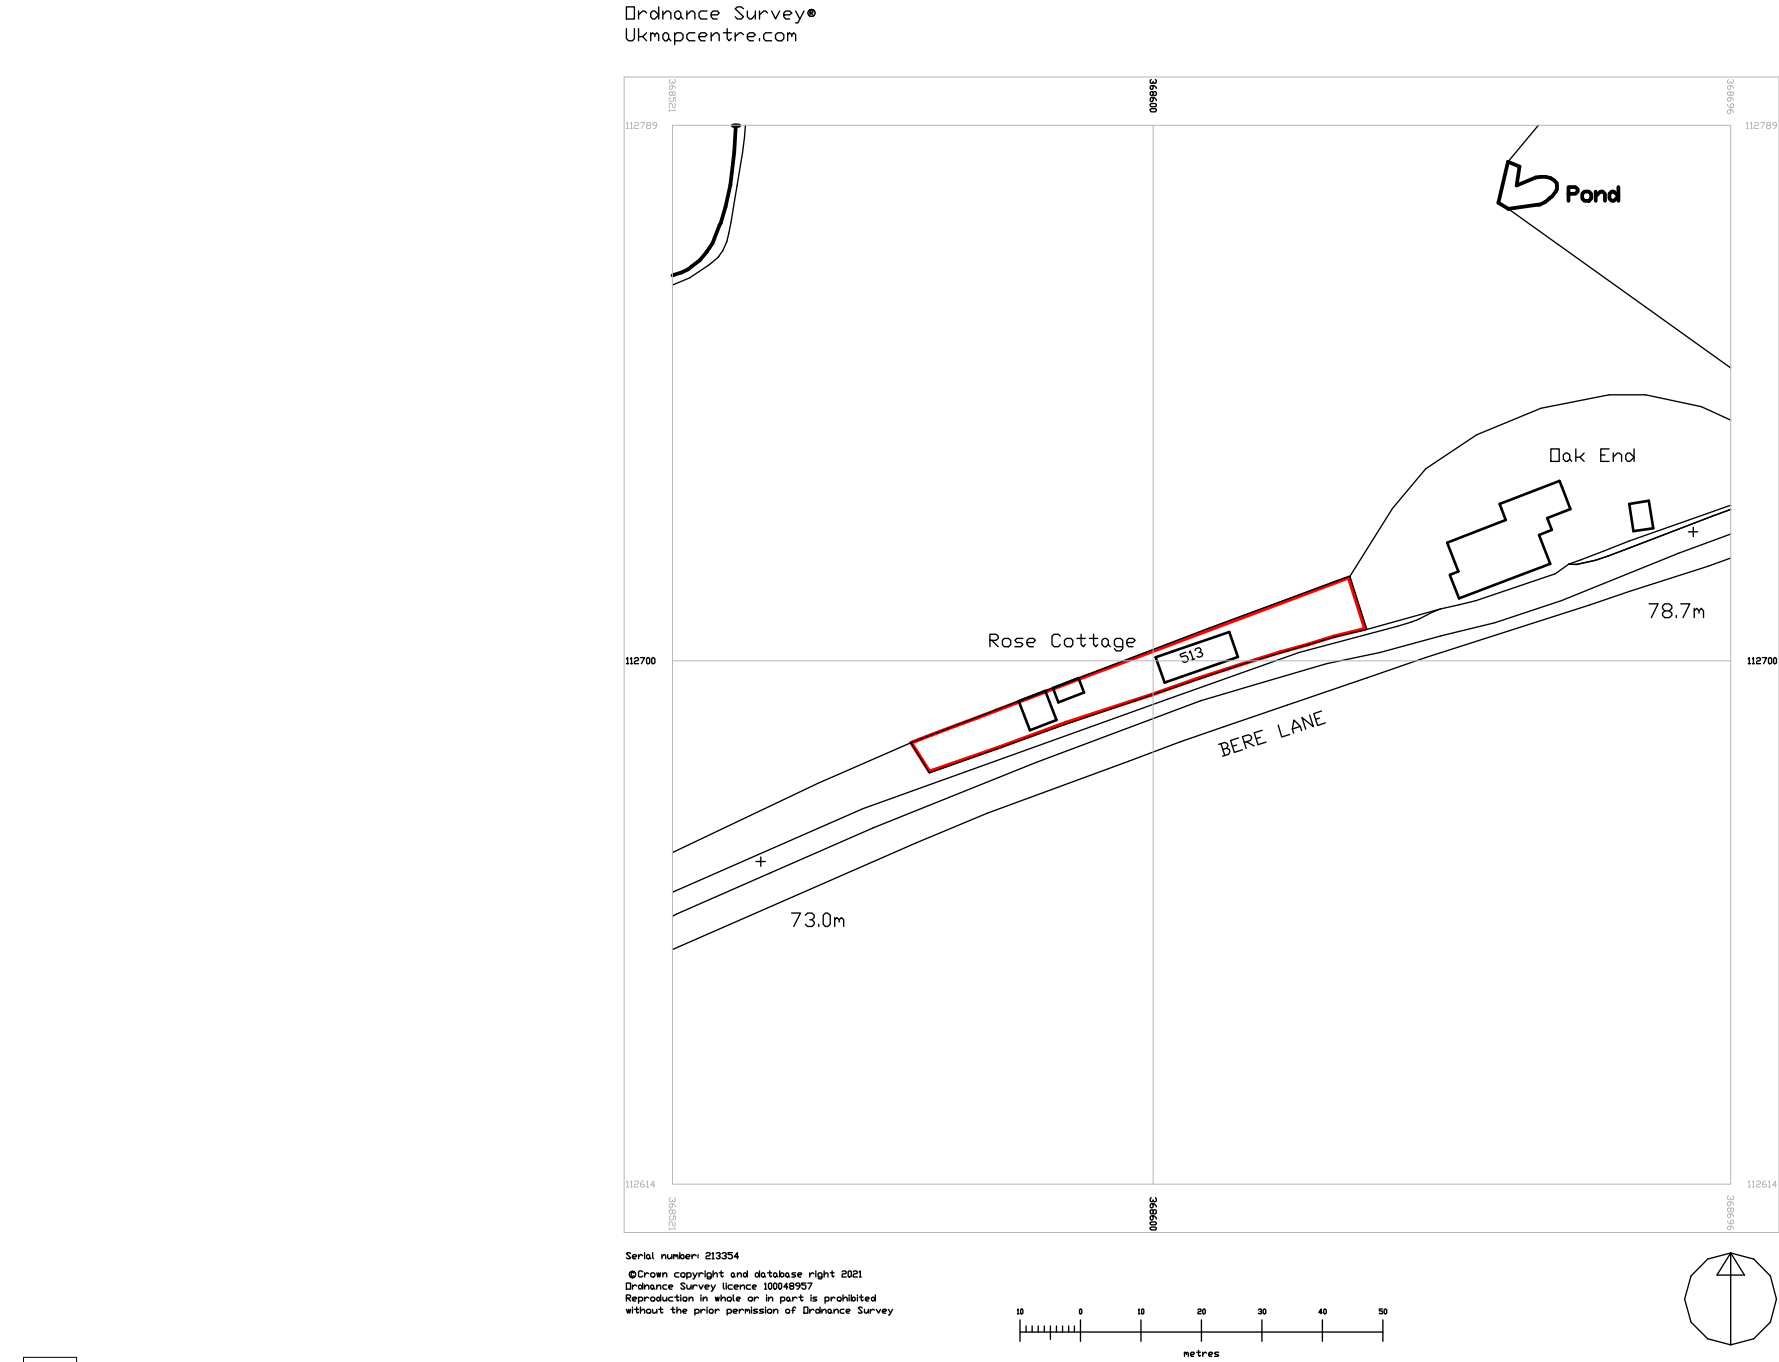 Ordnance Survey®
Ukmapcentre.com
368521
368600
368696
112789
112789
Pond
Oak End
78.7m
Rose Cottage
513
112700
112700
BERE LANE
73.0m
112614
112614
368521
368600
368696
Serial number: 213354
©Crown copyright and database right 2021
Ordnance Survey licence 100048957
Reproduction in whole or in part is prohibited
without the prior permission of Ordnance Survey
10 0 10 20 30 40 50
metres